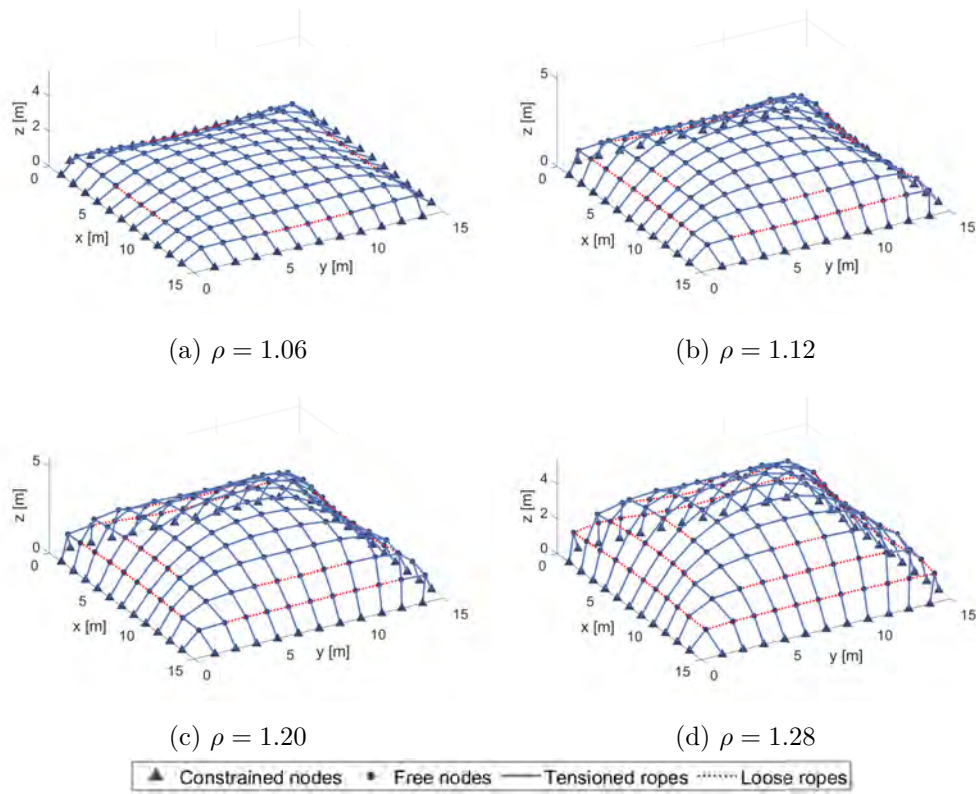 4
2
0
z [m]
0
5
10
15
x [m]
0
5
10
15
y [m]
(a) ρ = 1.06
5
0
z [m]
0
5
10
15
x [m]
0
5
10
15
y [m]
(b) ρ = 1.12
5
0
z [m]
0
5
10
15
x [m]
0
5
10
15
y [m]
(c) ρ = 1.20
4
2
0
z [m]
0
5
10
15
x [m]
0
5
10
15
y [m]
(d) ρ = 1.28
Constrained nodes Free nodes Tensioned ropes Loose ropes